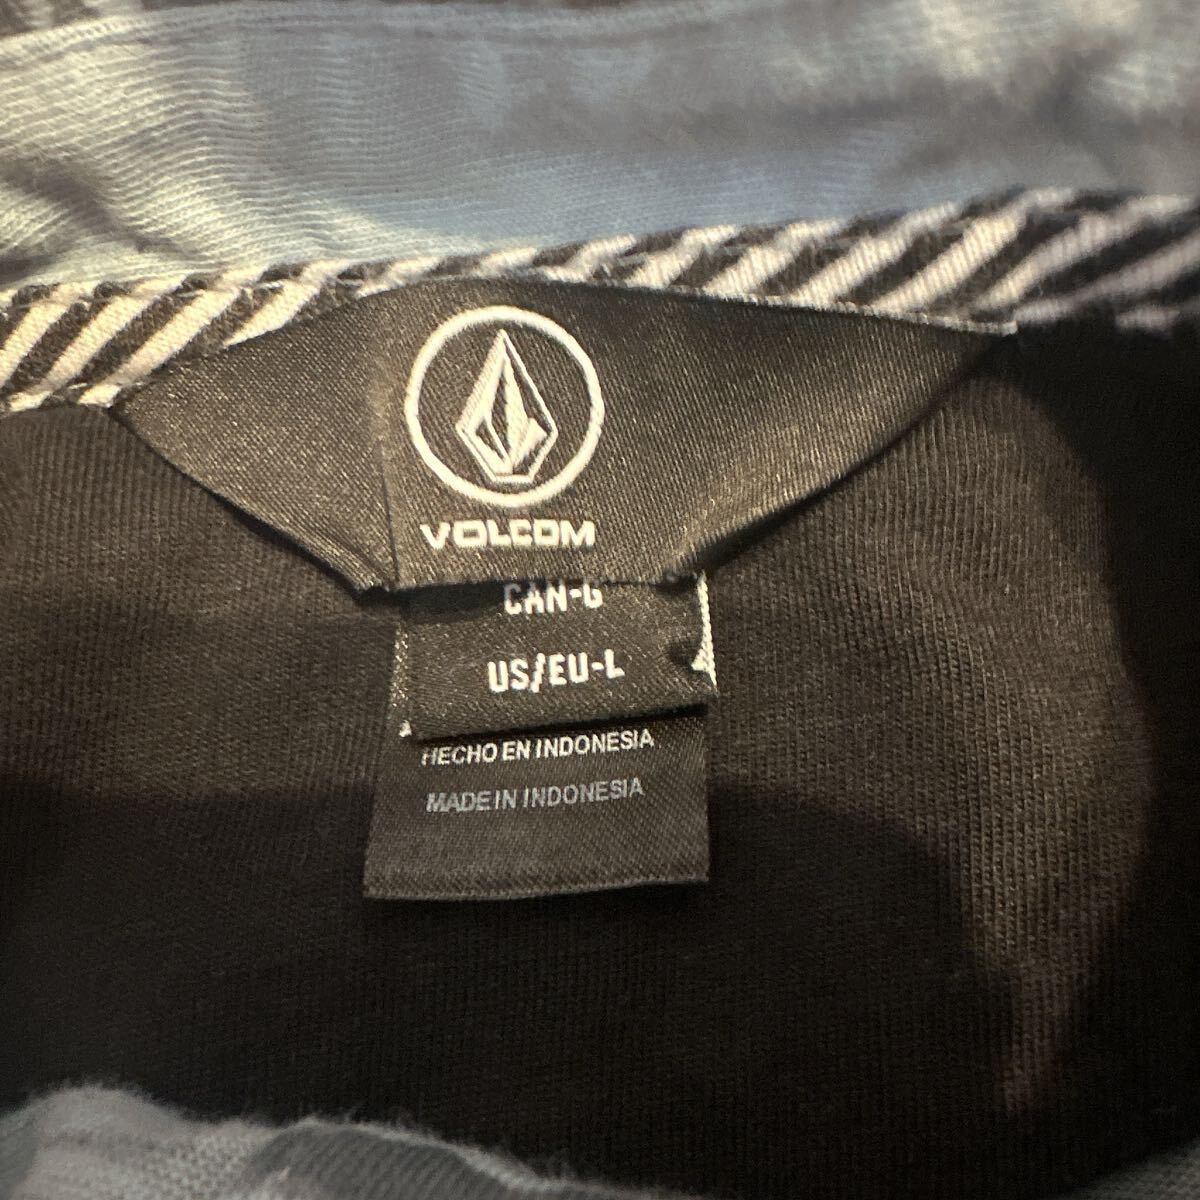 VOLCOM
CAN-G
US/EU-L
HECHO EN INDONESIA
MADE IN INDONESIA